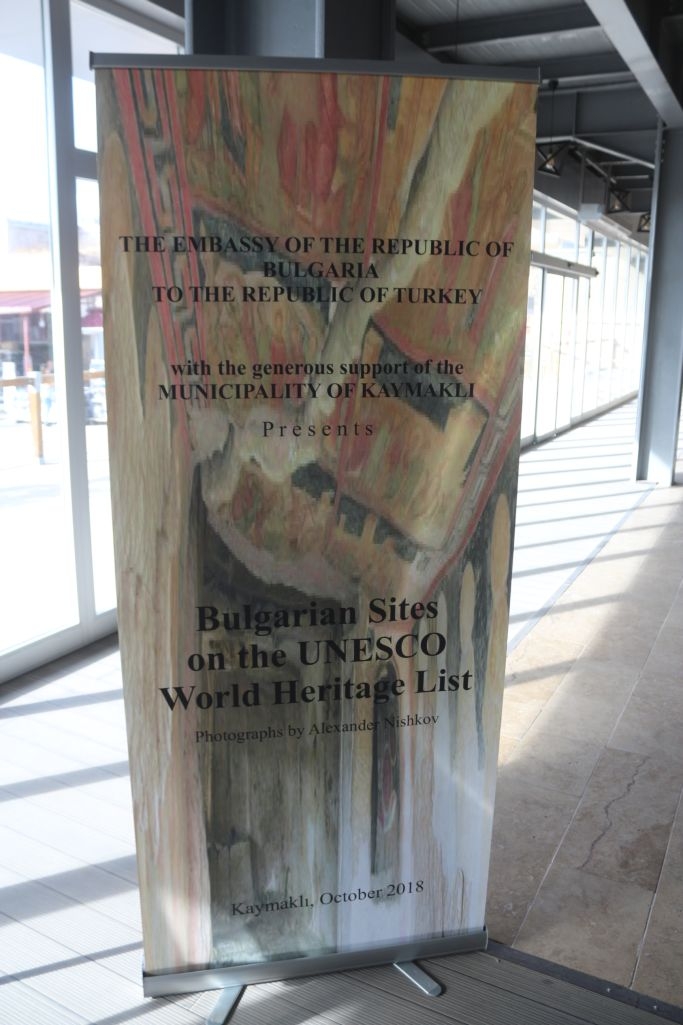 THE EMBASSY OF THE REPUBLIC OF
BULGARIA
TO THE REPUBLIC OF TURKEY
with the generous support of the
MUNICIPALITY OF KAYMAKLI
Presents
Bulgarian Sites
on the UNESCO
World Heritage List
Photographs by Alexander Nishkov
Kaymaklı, October 2018